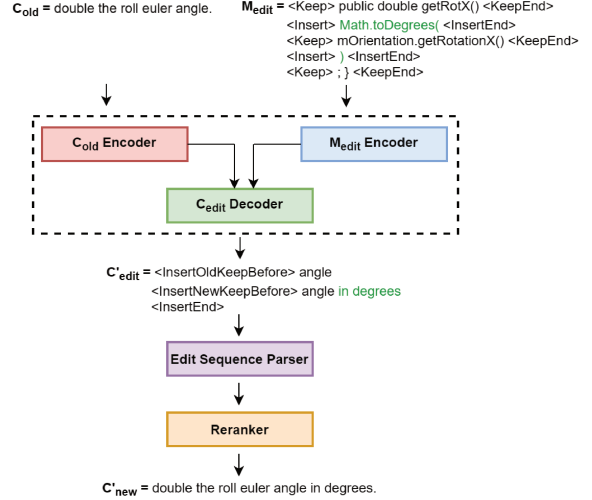 C_old = double the roll euler angle.
M_edit = <Keep> public double getRotX() <KeepEnd>
<Insert> Math.toDegrees( <InsertEnd>
<Keep> mOrientation.getRotationX() <KeepEnd>
<Insert> ) <InsertEnd>
<Keep> ; } <KeepEnd>
C_old Encoder
M_edit Encoder
C_edit Decoder
C'_edit = <InsertOldKeepBefore> angle
<InsertNewKeepBefore> angle in degrees
<InsertEnd>
Edit Sequence Parser
Reranker
C'_new = double the roll euler angle in degrees.